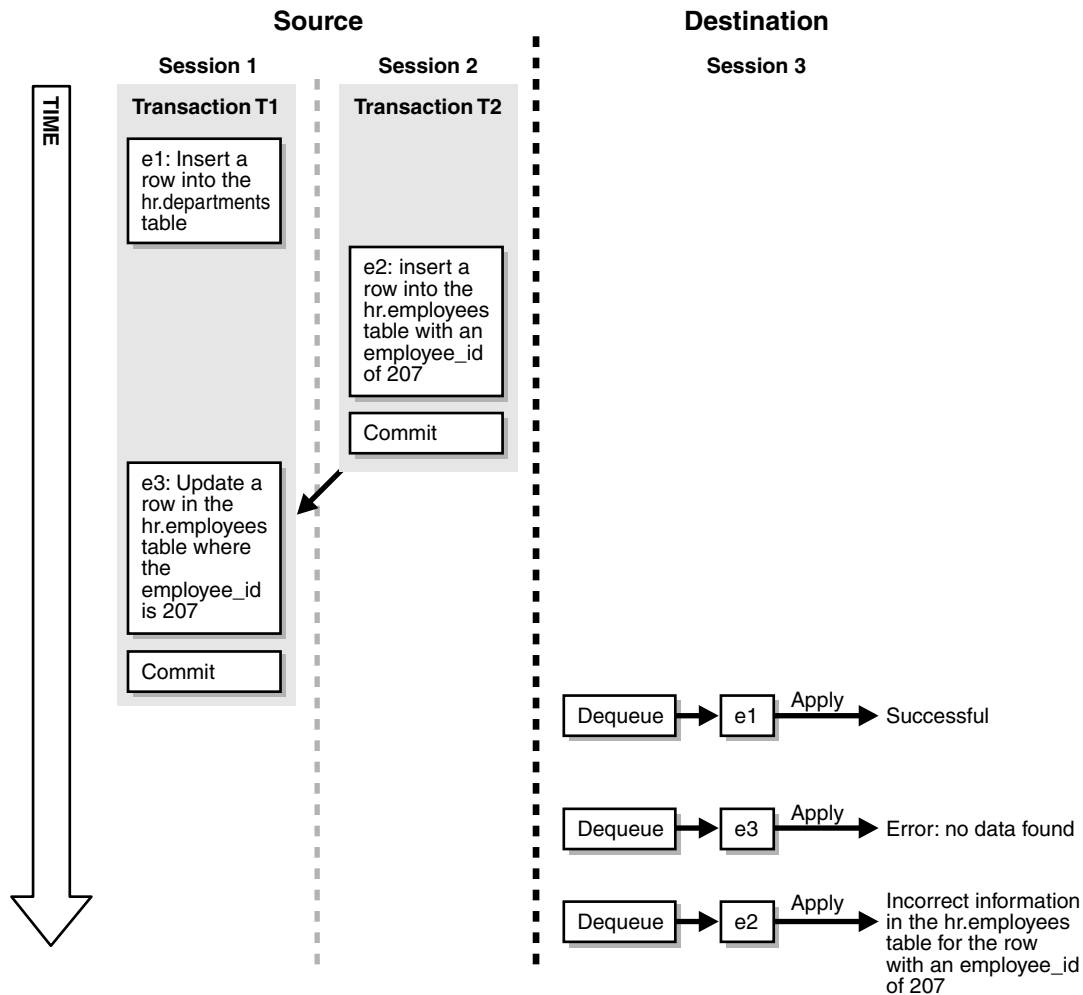 Source
Destination
Session 1
Session 2
Session 3
TIME
Transaction T1
Transaction T2
e1: Insert a
row into the
hr.departments
table
e2: insert a
row into the
hr.employees
table with an
employee_id
of 207
Commit
e3: Update a
row in the
hr.employees
table where
the
employee_id
is 207
Commit
Dequeue
e1
Apply
Successful
Dequeue
e3
Apply
Error: no data found
Dequeue
e2
Apply
Incorrect information
in the hr.employees
table for the row
with an employee_id
of 207